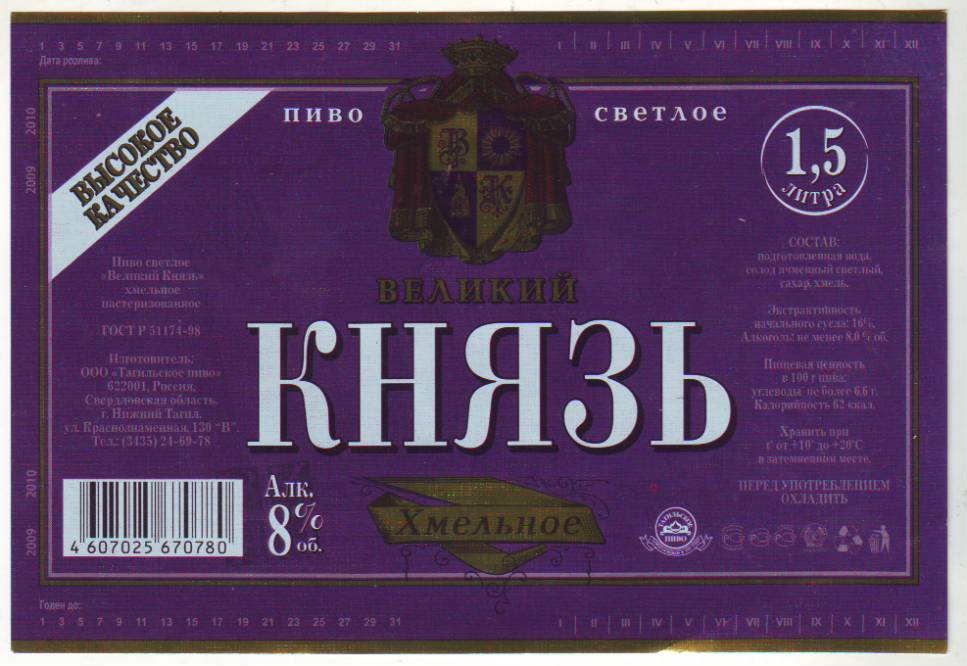 1 3 5 7 9 11 13 15 17 19 21 23 25 27 29 31
I II III IV V VI VII VIII IX X XI XII
Дата розлива:
2009 2010
ВЫСОКОЕ
КАЧЕСТВО
ПИВО СВЕТЛОЕ
1,5
литра
В
К
Пиво светлое
«Великий Князь»
хмельное
пастеризованное
ГОСТ Р 51174-98
Изготовитель:
ООО «Тагильское пиво»
622001, Россия,
Свердловская область,
г. Нижний Тагил,
ул. Краснознаменная, 130 "В".
Тел.: (3435) 24-69-78
ВЕЛИКИЙ
КНЯЗЬ
Хмельное
СОСТАВ:
подготовленная вода,
солод ячменный светлый,
сахар, хмель.
Экстрактивность
начального сусла: 16%.
Алкоголь: не менее 8,0 % об.
Пищевая ценность
в 100 г пива:
углеводы не более 6,6 г.
Калорийность 62 ккал.
Хранить при
t° от +10° до +20°С
в затемненном месте.
ПЕРЕД УПОТРЕБЛЕНИЕМ
ОХЛАДИТЬ
4 607025 670780
Алк.
8% об.
ТАГИЛЬСКОЕ
ПИВО
2009 2010
Годен до:
1 3 5 7 9 11 13 15 17 19 21 23 25 27 29 31
I II III IV V VI VII VIII IX X XI XII